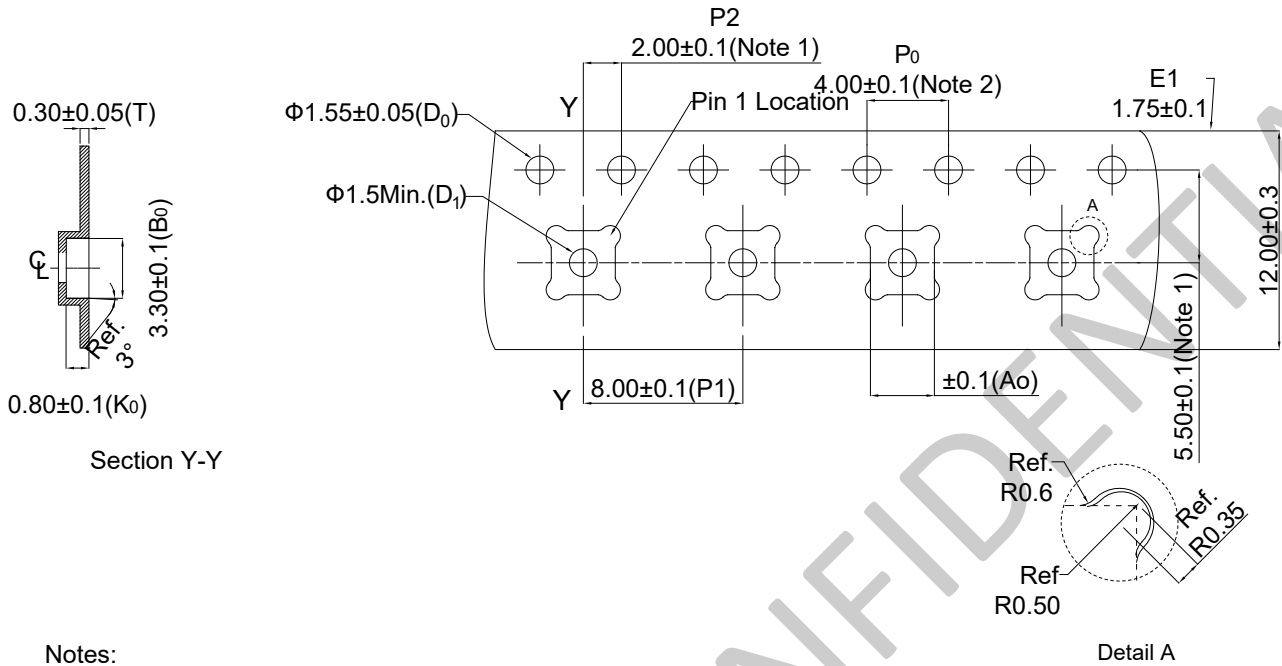 P2
2.00±0.1(Note 1)
P0
4.00±0.1(Note 2)
E1
1.75±0.1
0.30±0.05(T)
Φ1.55±0.05(D0)
Y
Pin 1 Location
Φ1.5Min.(D1)
A
℄
3.30±0.1(B0)
12.00±0.3
5.50±0.1(Note 1)
Ref.
3°
0.80±0.1(K0)
Y
8.00±0.1(P1)
±0.1(Ao)
Section Y-Y
Ref.
R0.6
Ref.
R0.35
Ref
R0.50
Notes:
Detail A